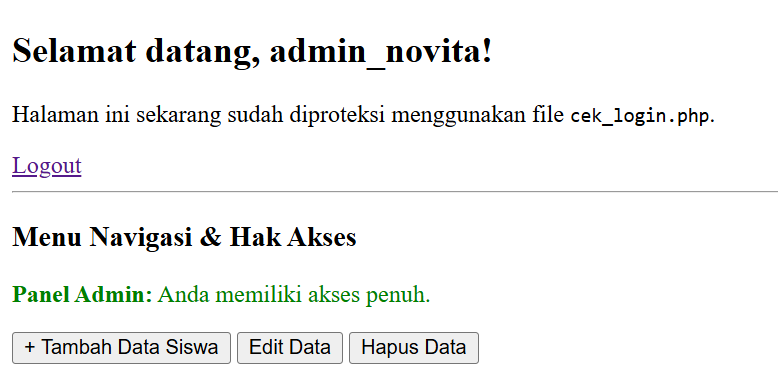 Selamat datang, admin_novita!
Halaman ini sekarang sudah diproteksi menggunakan file cek_login.php.
Logout
Menu Navigasi & Hak Akses
Panel Admin: Anda memiliki akses penuh.
+ Tambah Data Siswa Edit Data Hapus Data